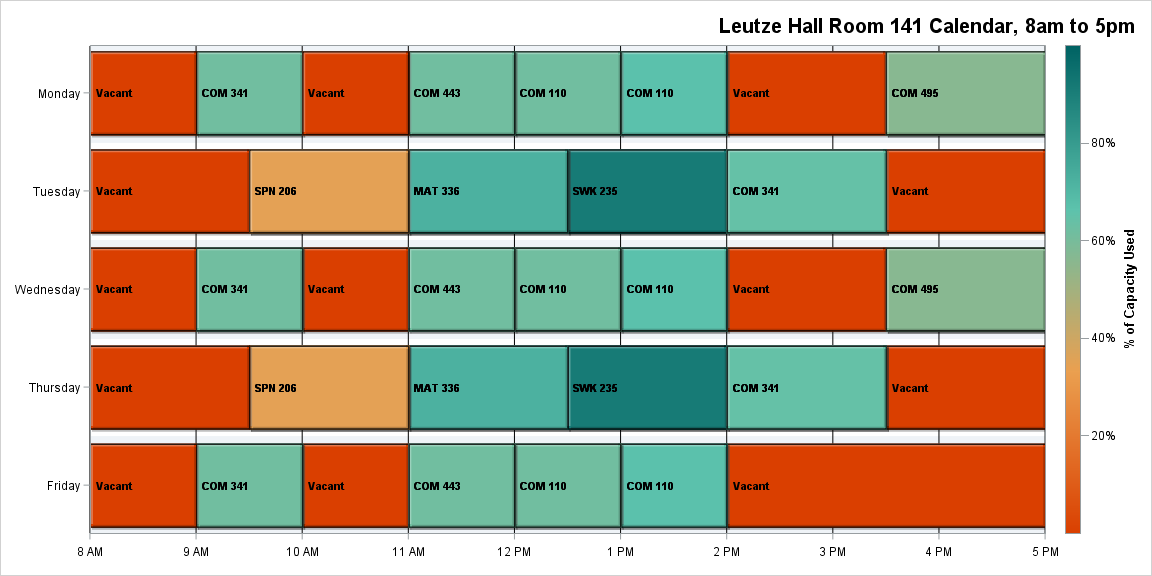 Leutze Hall Room 141 Calendar, 8am to 5pm
Monday Vacant COM 341 Vacant COM 443 COM 110 COM 110 Vacant COM 495
80%
Tuesday Vacant SPN 206 MAT 336 SWK 235 COM 341 Vacant
60%
Wednesday Vacant COM 341 Vacant COM 443 COM 110 COM 110 Vacant COM 495
% of Capacity Used
40%
Thursday Vacant SPN 206 MAT 336 SWK 235 COM 341 Vacant
20%
Friday Vacant COM 341 Vacant COM 443 COM 110 COM 110 Vacant
8 AM 9 AM 10 AM 11 AM 12 PM 1 PM 2 PM 3 PM 4 PM 5 PM